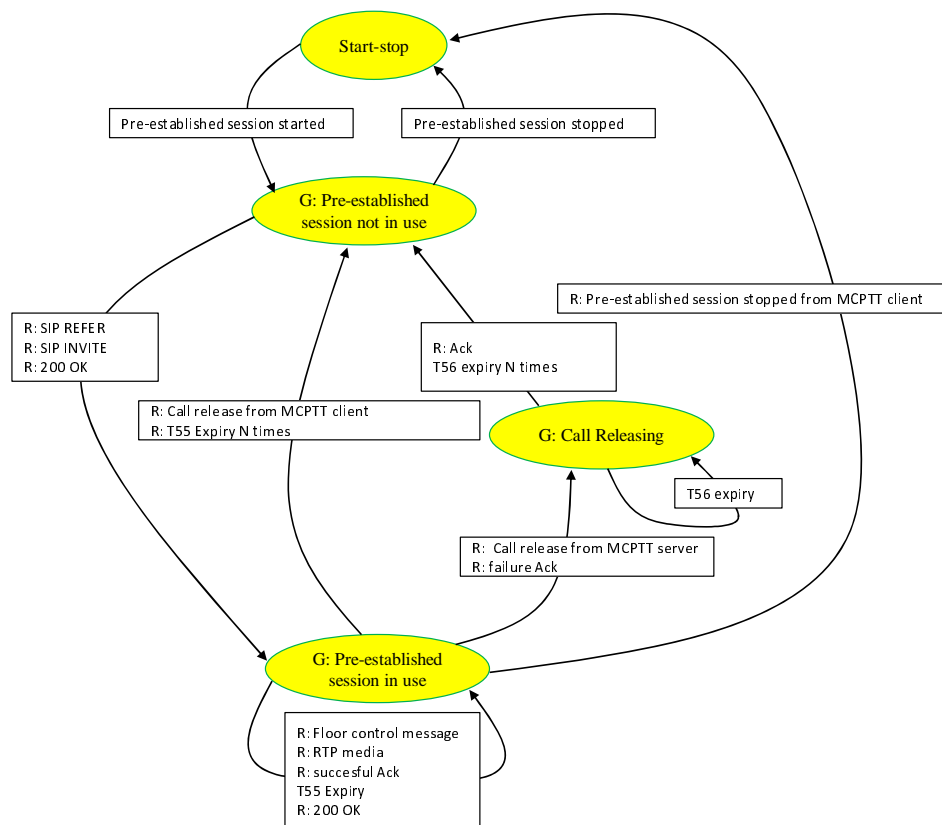 Start-stop
Pre-established session started
Pre-established session stopped
G: Pre-established
session not in use
R: Pre-established session stopped from MCPTT client
R: SIP REFER
R: SIP INVITE
R: 200 OK
R: Ack
T56 expiry N times
R: Call release from MCPTT client
R: T55 Expiry N times
G: Call Releasing
T56 expiry
R:  Call release from MCPTT server
R: failure Ack
G: Pre-established
session in use
R: Floor control message
R: RTP media
R: succesful Ack
T55 Expiry
R: 200 OK